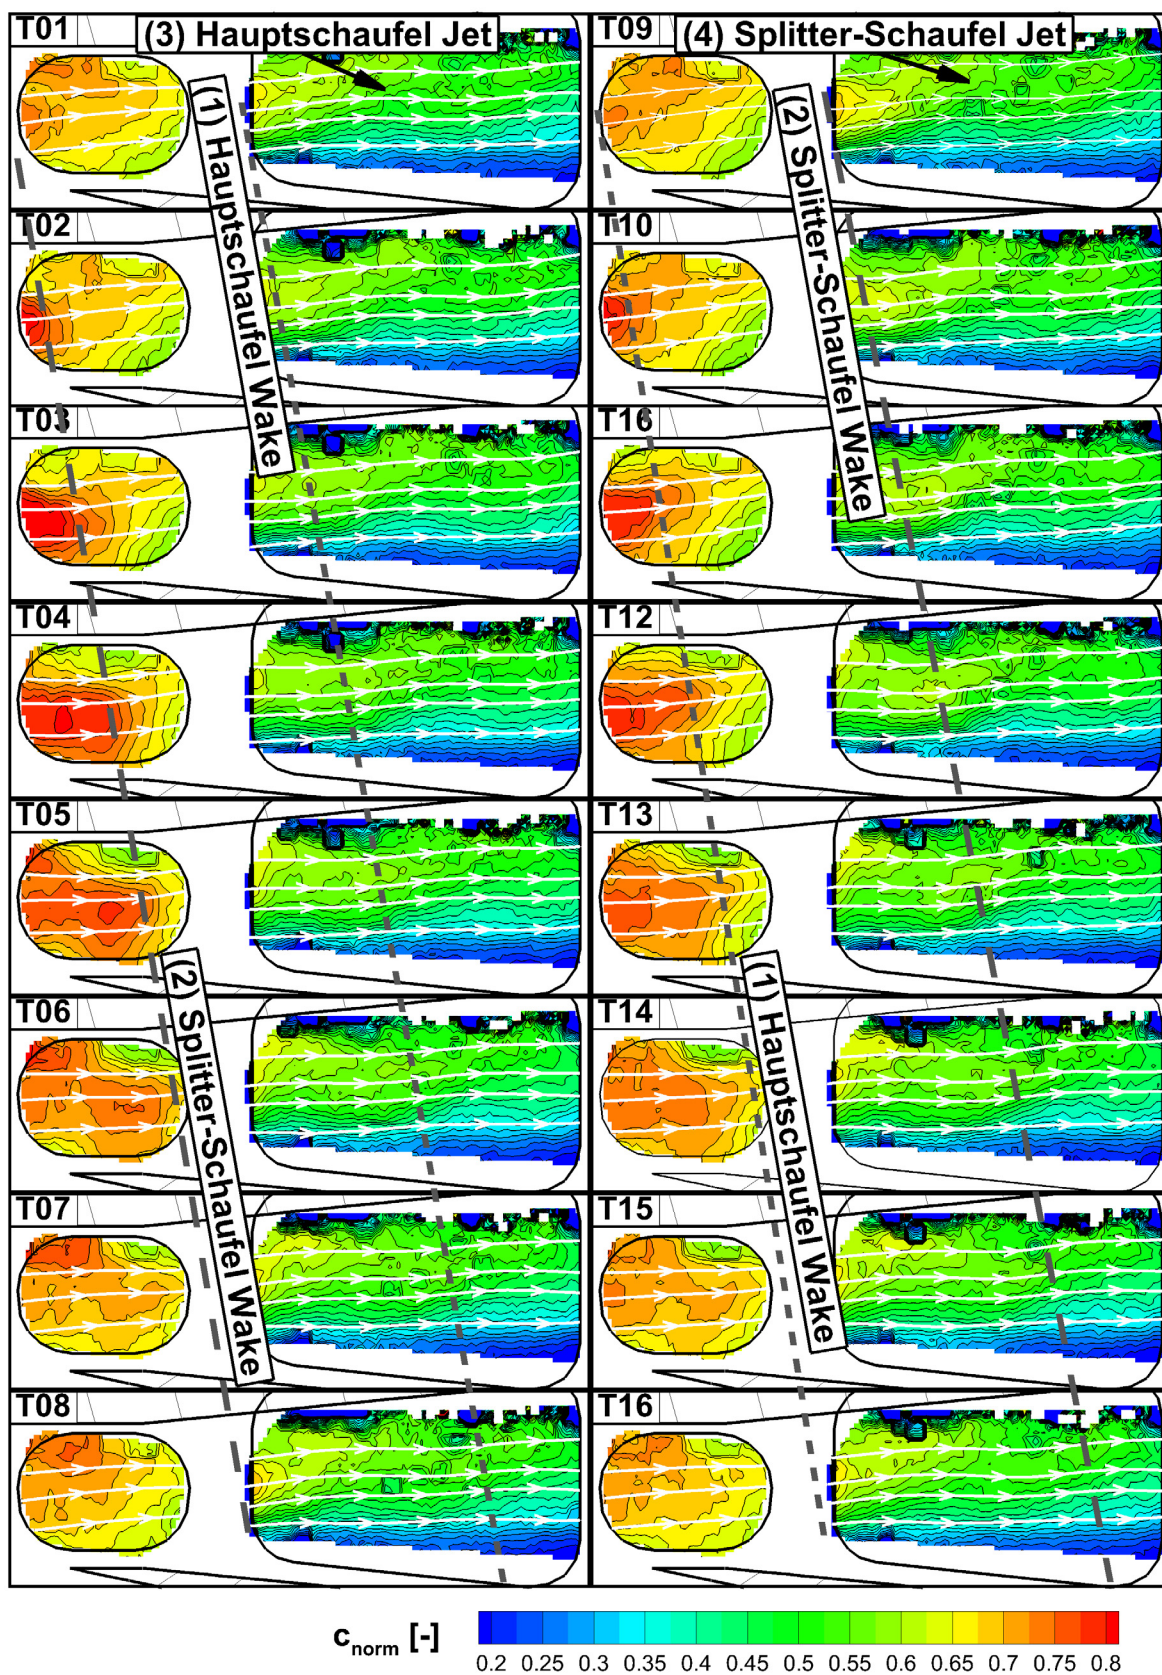 T01
(3) Hauptschaufel Jet
T09
(4) Splitter-Schaufel Jet
(1) Hauptschaufel Wake
(2) Splitter-Schaufel Wake
T02
T10
T03
T16
T04
T12
T05
T13
(2) Splitter-Schaufel Wake
(1) Hauptschaufel Wake
T06
T14
T07
T15
T08
T16
c_norm [-]
0.2 0.25 0.3 0.35 0.4 0.45 0.5 0.55 0.6 0.65 0.7 0.75 0.8